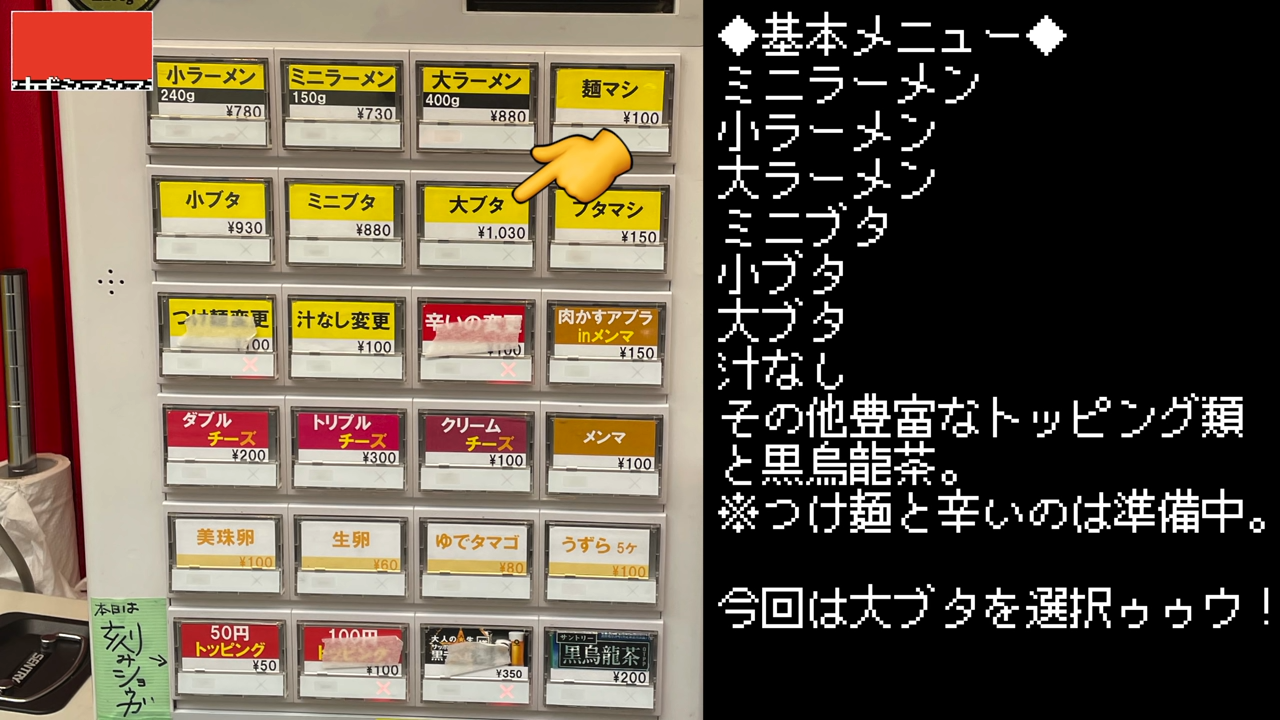 小ラーメン
240g
¥780
ミニラーメン
150g
¥730
大ラーメン
400g
¥880
麺マシ
¥100
小ブタ
¥930
ミニブタ
¥880
大ブタ
¥1,030
ブタマシ
¥150
つけ麺変更
汁なし変更
¥100
辛いの変更
¥100
肉かすアブラ
inメンマ
¥150
ダブル
チーズ
¥200
トリプル
チーズ
¥300
クリーム
チーズ
¥100
メンマ
¥100
美珠卵
¥100
生卵
¥60
ゆでタマゴ
¥80
うずら 5ケ
¥100
50円
トッピング
¥50
100円
¥100
¥350
サントリー
黒烏龍茶
¥200
本日は
刻みショウガ
→
SENTRY
◆基本メニュー◆
ミニラーメン
小ラーメン
大ラーメン
ミニブタ
小ブタ
大ブタ
汁なし
その他豊富なトッピング類
と黒烏龍茶。
※つけ麺と辛いのは準備中。
今回は大ブタを選択ゥゥウ！